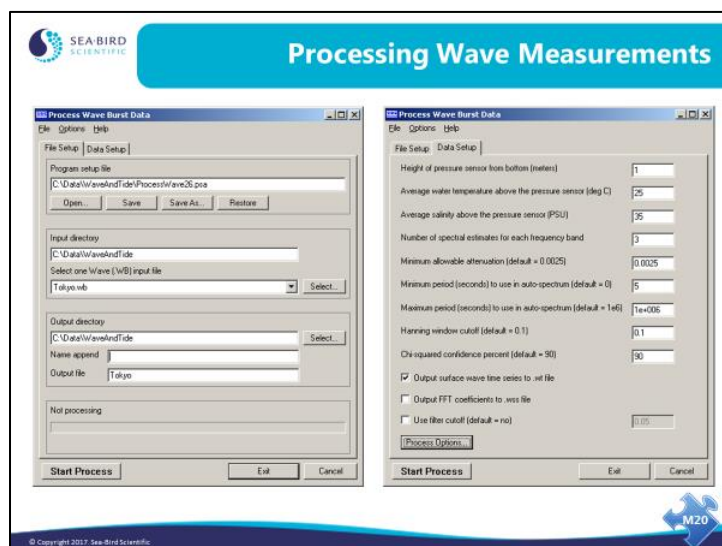 SEA·BIRD
SCIENTIFIC
Processing Wave Measurements
Process Wave Burst Data
File Options Help
File Setup Data Setup
Program setup file
C:\Data\WaveAndTide\ProcessWave26.psa
Open... Save Save As... Restore
Input directory
C:\Data\WaveAndTide
Select one Wave (.WB) input file
Tokyo.wb Select...
Output directory
C:\Data\WaveAndTide Select...
Name append
Output file Tokyo
Not processing
Start Process Exit Cancel
Process Wave Burst Data
File Options Help
File Setup Data Setup
Height of pressure sensor from bottom (meters) 1
Average water temperature above the pressure sensor (deg C) 25
Average salinity above the pressure sensor (PSU) 35
Number of spectral estimates for each frequency band 3
Minimum allowable attenuation (default = 0.0025) 0.0025
Minimum period (seconds) to use in auto-spectrum (default = 0) 5
Maximum period (seconds) to use in auto-spectrum (default = 1e6) 1e+006
Hanning window cutoff (default = 0.1) 0.1
Chi-squared confidence percent (default = 90) 90
Output surface wave time series to .wt file
Output FFT coefficients to .wss file
Use filter cutoff (default = no) 0.05
Process Options...
Start Process Exit Cancel
M20
© Copyright 2017. Sea-Bird Scientific